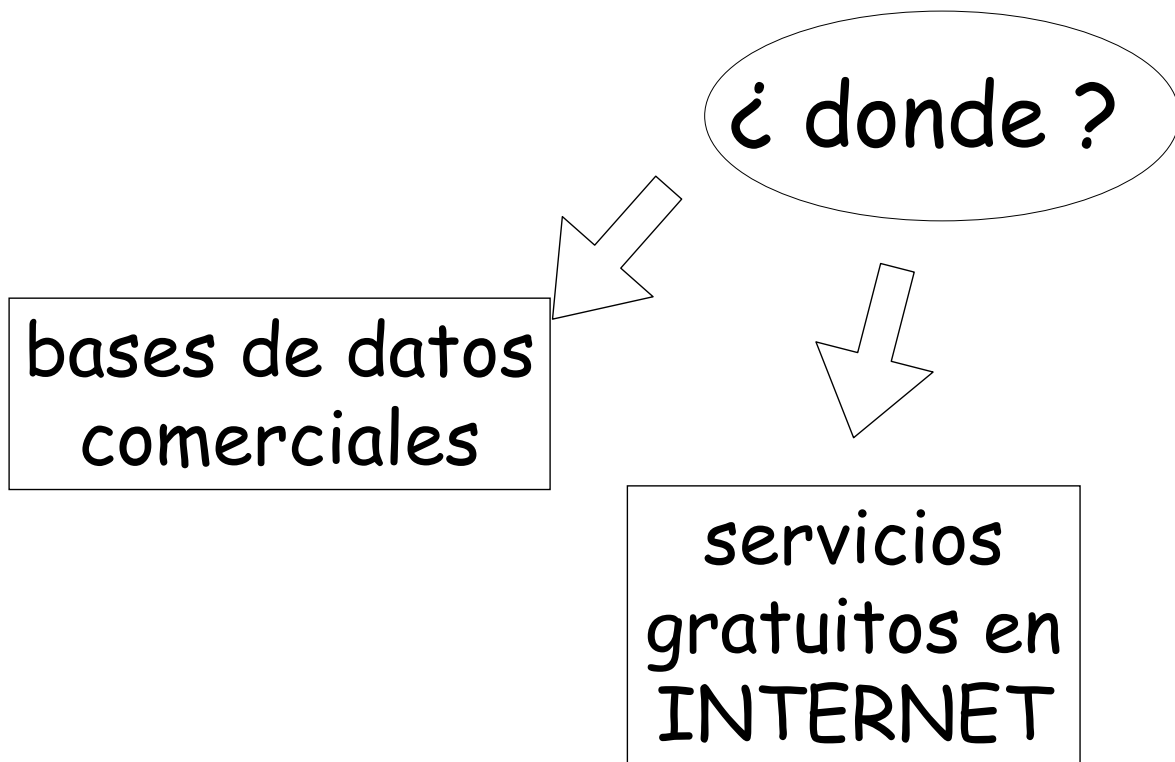 ¿ donde ?
bases de datos
comerciales
servicios
gratuitos en
INTERNET